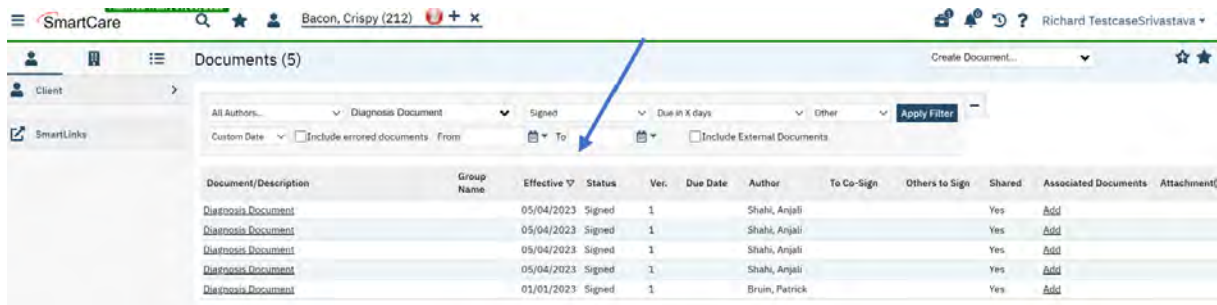 SmartCare
Bacon, Crispy (212)
Richard TestcaseSrivastava
Documents (5)
Create Document...
Client
SmartLinks
All Authors... Diagnosis Document Signed Due in X days Other Apply Filter
Custom Date Include errored documents From To Include External Documents
Document/Description Group Name Effective Status Ver. Due Date Author To Co-Sign Others to Sign Shared Associated Documents Attachment(
Diagnosis Document 05/04/2023 Signed 1 Shahi, Anjali Yes Add
Diagnosis Document 05/04/2023 Signed 1 Shahi, Anjali Yes Add
Diagnosis Document 05/04/2023 Signed 1 Shahi, Anjali Yes Add
Diagnosis Document 05/04/2023 Signed 1 Shahi, Anjali Yes Add
Diagnosis Document 01/01/2023 Signed 1 Bruin, Patrick Yes Add